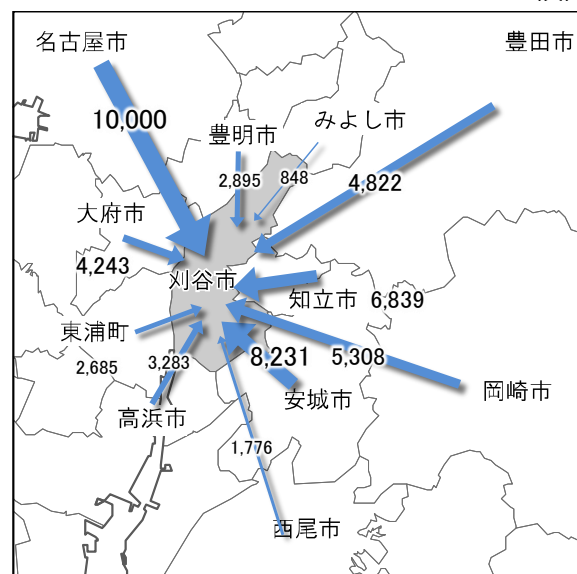 名古屋市
豊田市
10,000
豊明市
みよし市
2,895
848
4,822
大府市
4,243
刈谷市
知立市
6,839
東浦町
2,685
3,283
8,231
5,308
岡崎市
安城市
高浜市
1,776
西尾市